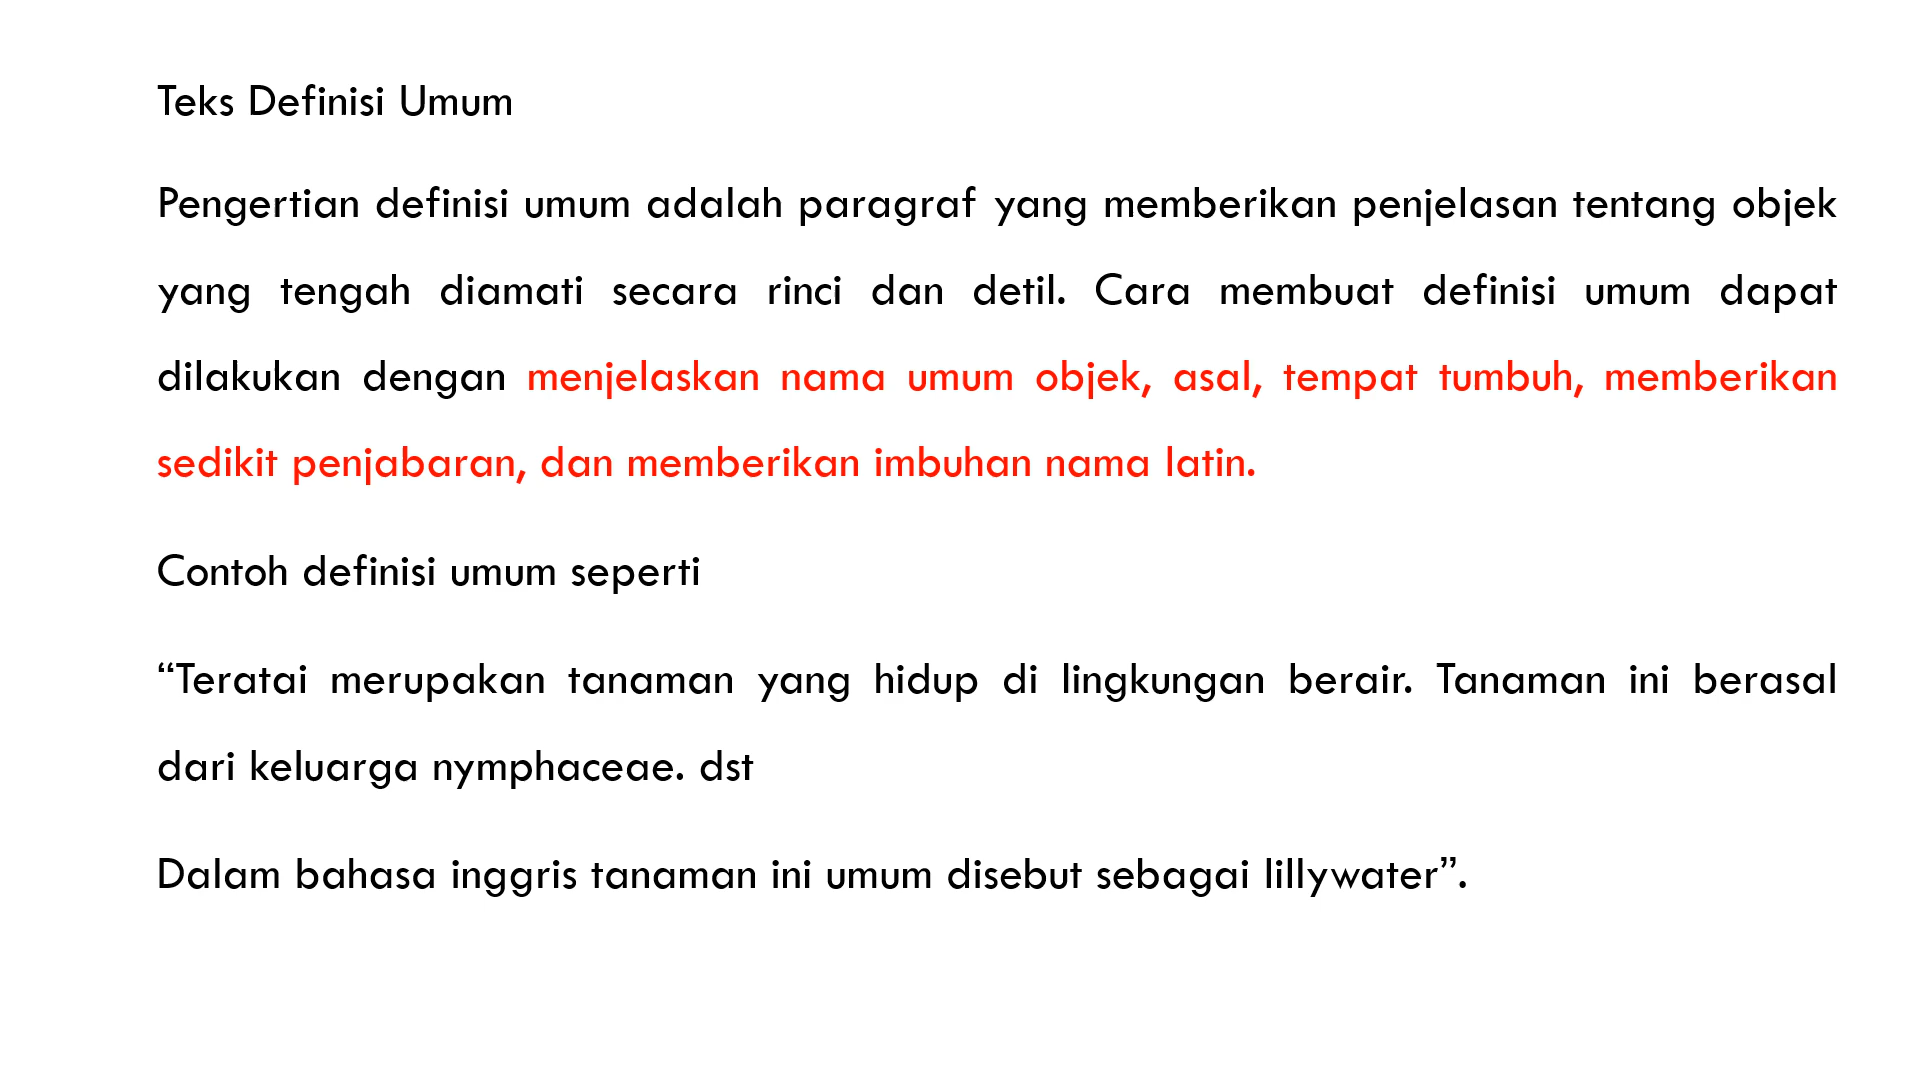 Teks Definisi Umum
Pengertian definisi umum adalah paragraf yang memberikan penjelasan tentang objek
yang tengah diamati secara rinci dan detil. Cara membuat definisi umum dapat
dilakukan dengan menjelaskan nama umum objek, asal, tempat tumbuh, memberikan
sedikit penjabaran, dan memberikan imbuhan nama latin.
Contoh definisi umum seperti
“Teratai merupakan tanaman yang hidup di lingkungan berair. Tanaman ini berasal
dari keluarga nymphaceae. dst
Dalam bahasa inggris tanaman ini umum disebut sebagai lillywater”.